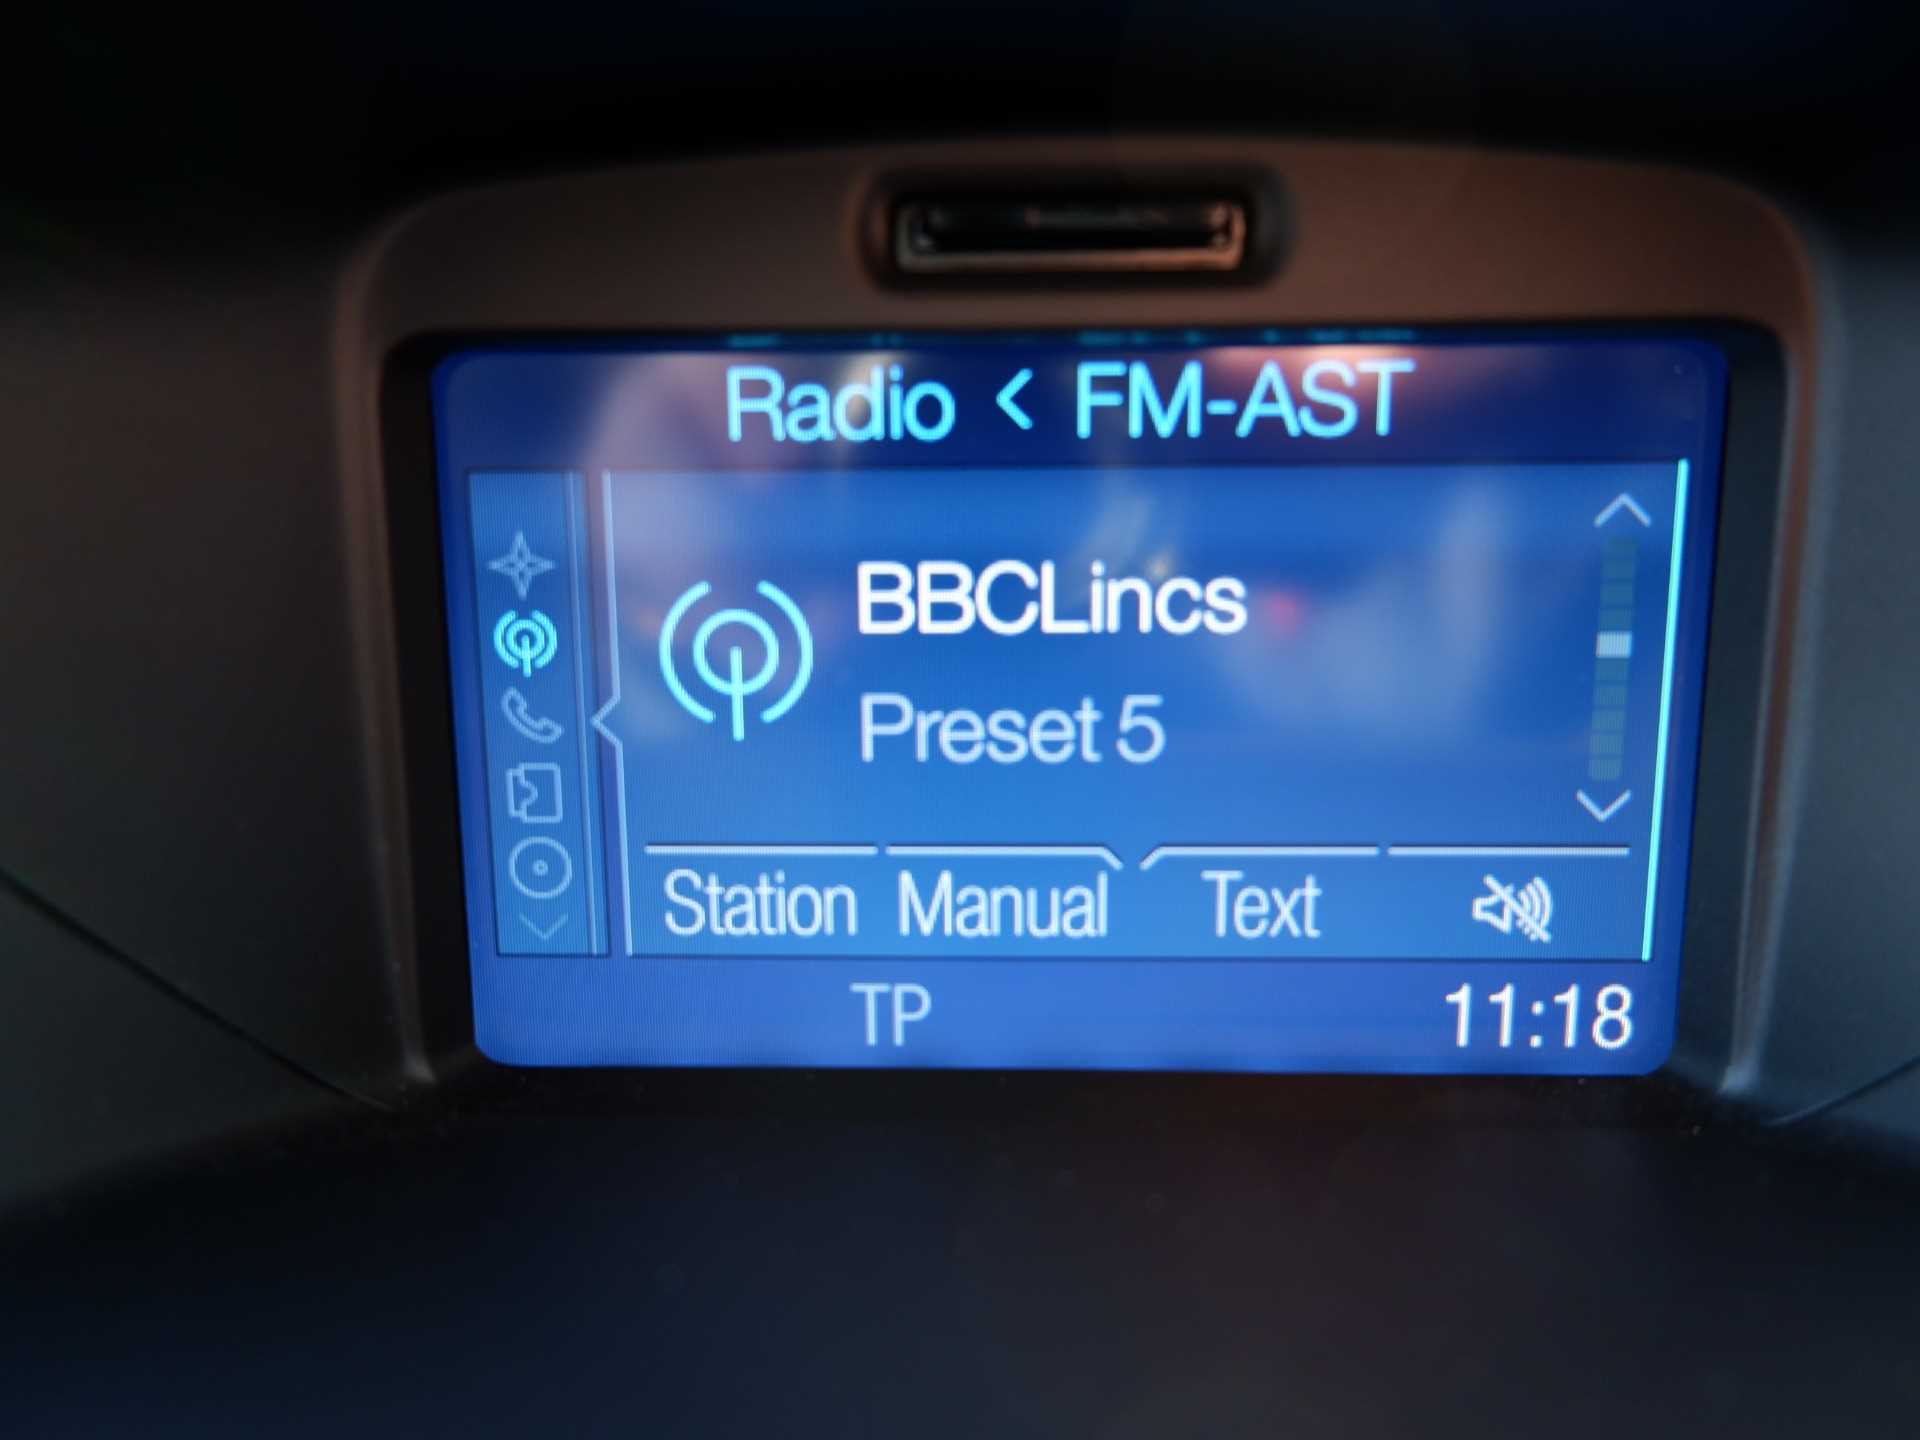 Radio < FM-AST
BBCLincs
Preset 5
Station Manual Text
TP 11:18